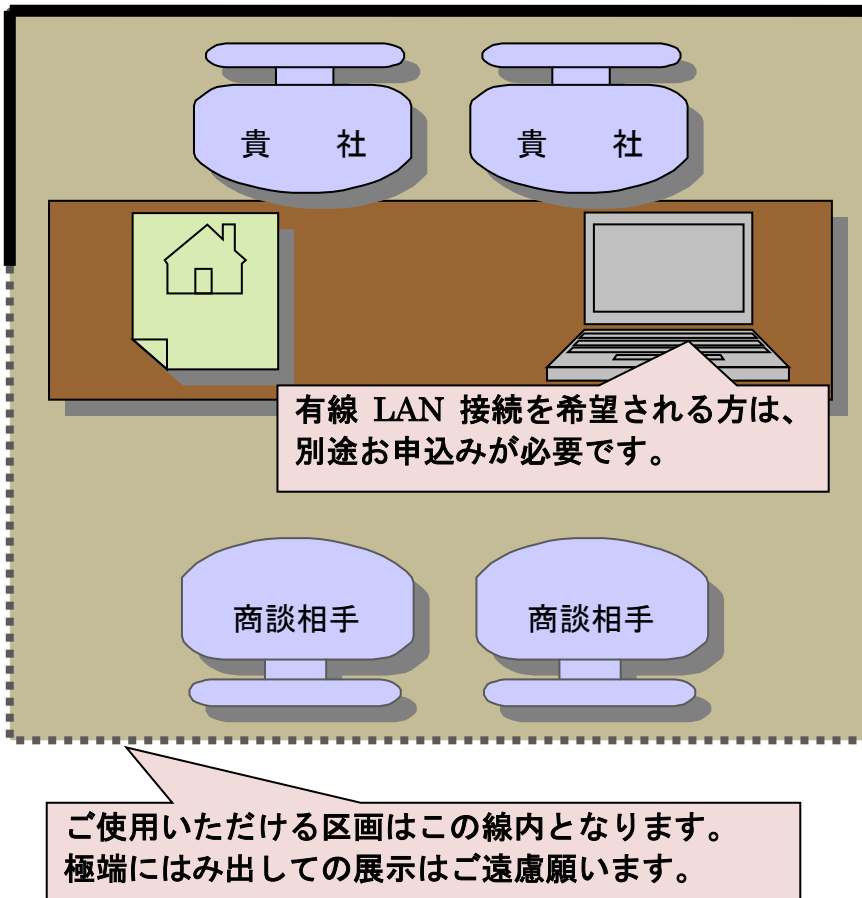 貴　社
貴　社
有線 LAN 接続を希望される方は、
別途お申込みが必要です。
商談相手
商談相手
ご使用いただける区画はこの線内となります。
極端にはみ出しての展示はご遠慮願います。